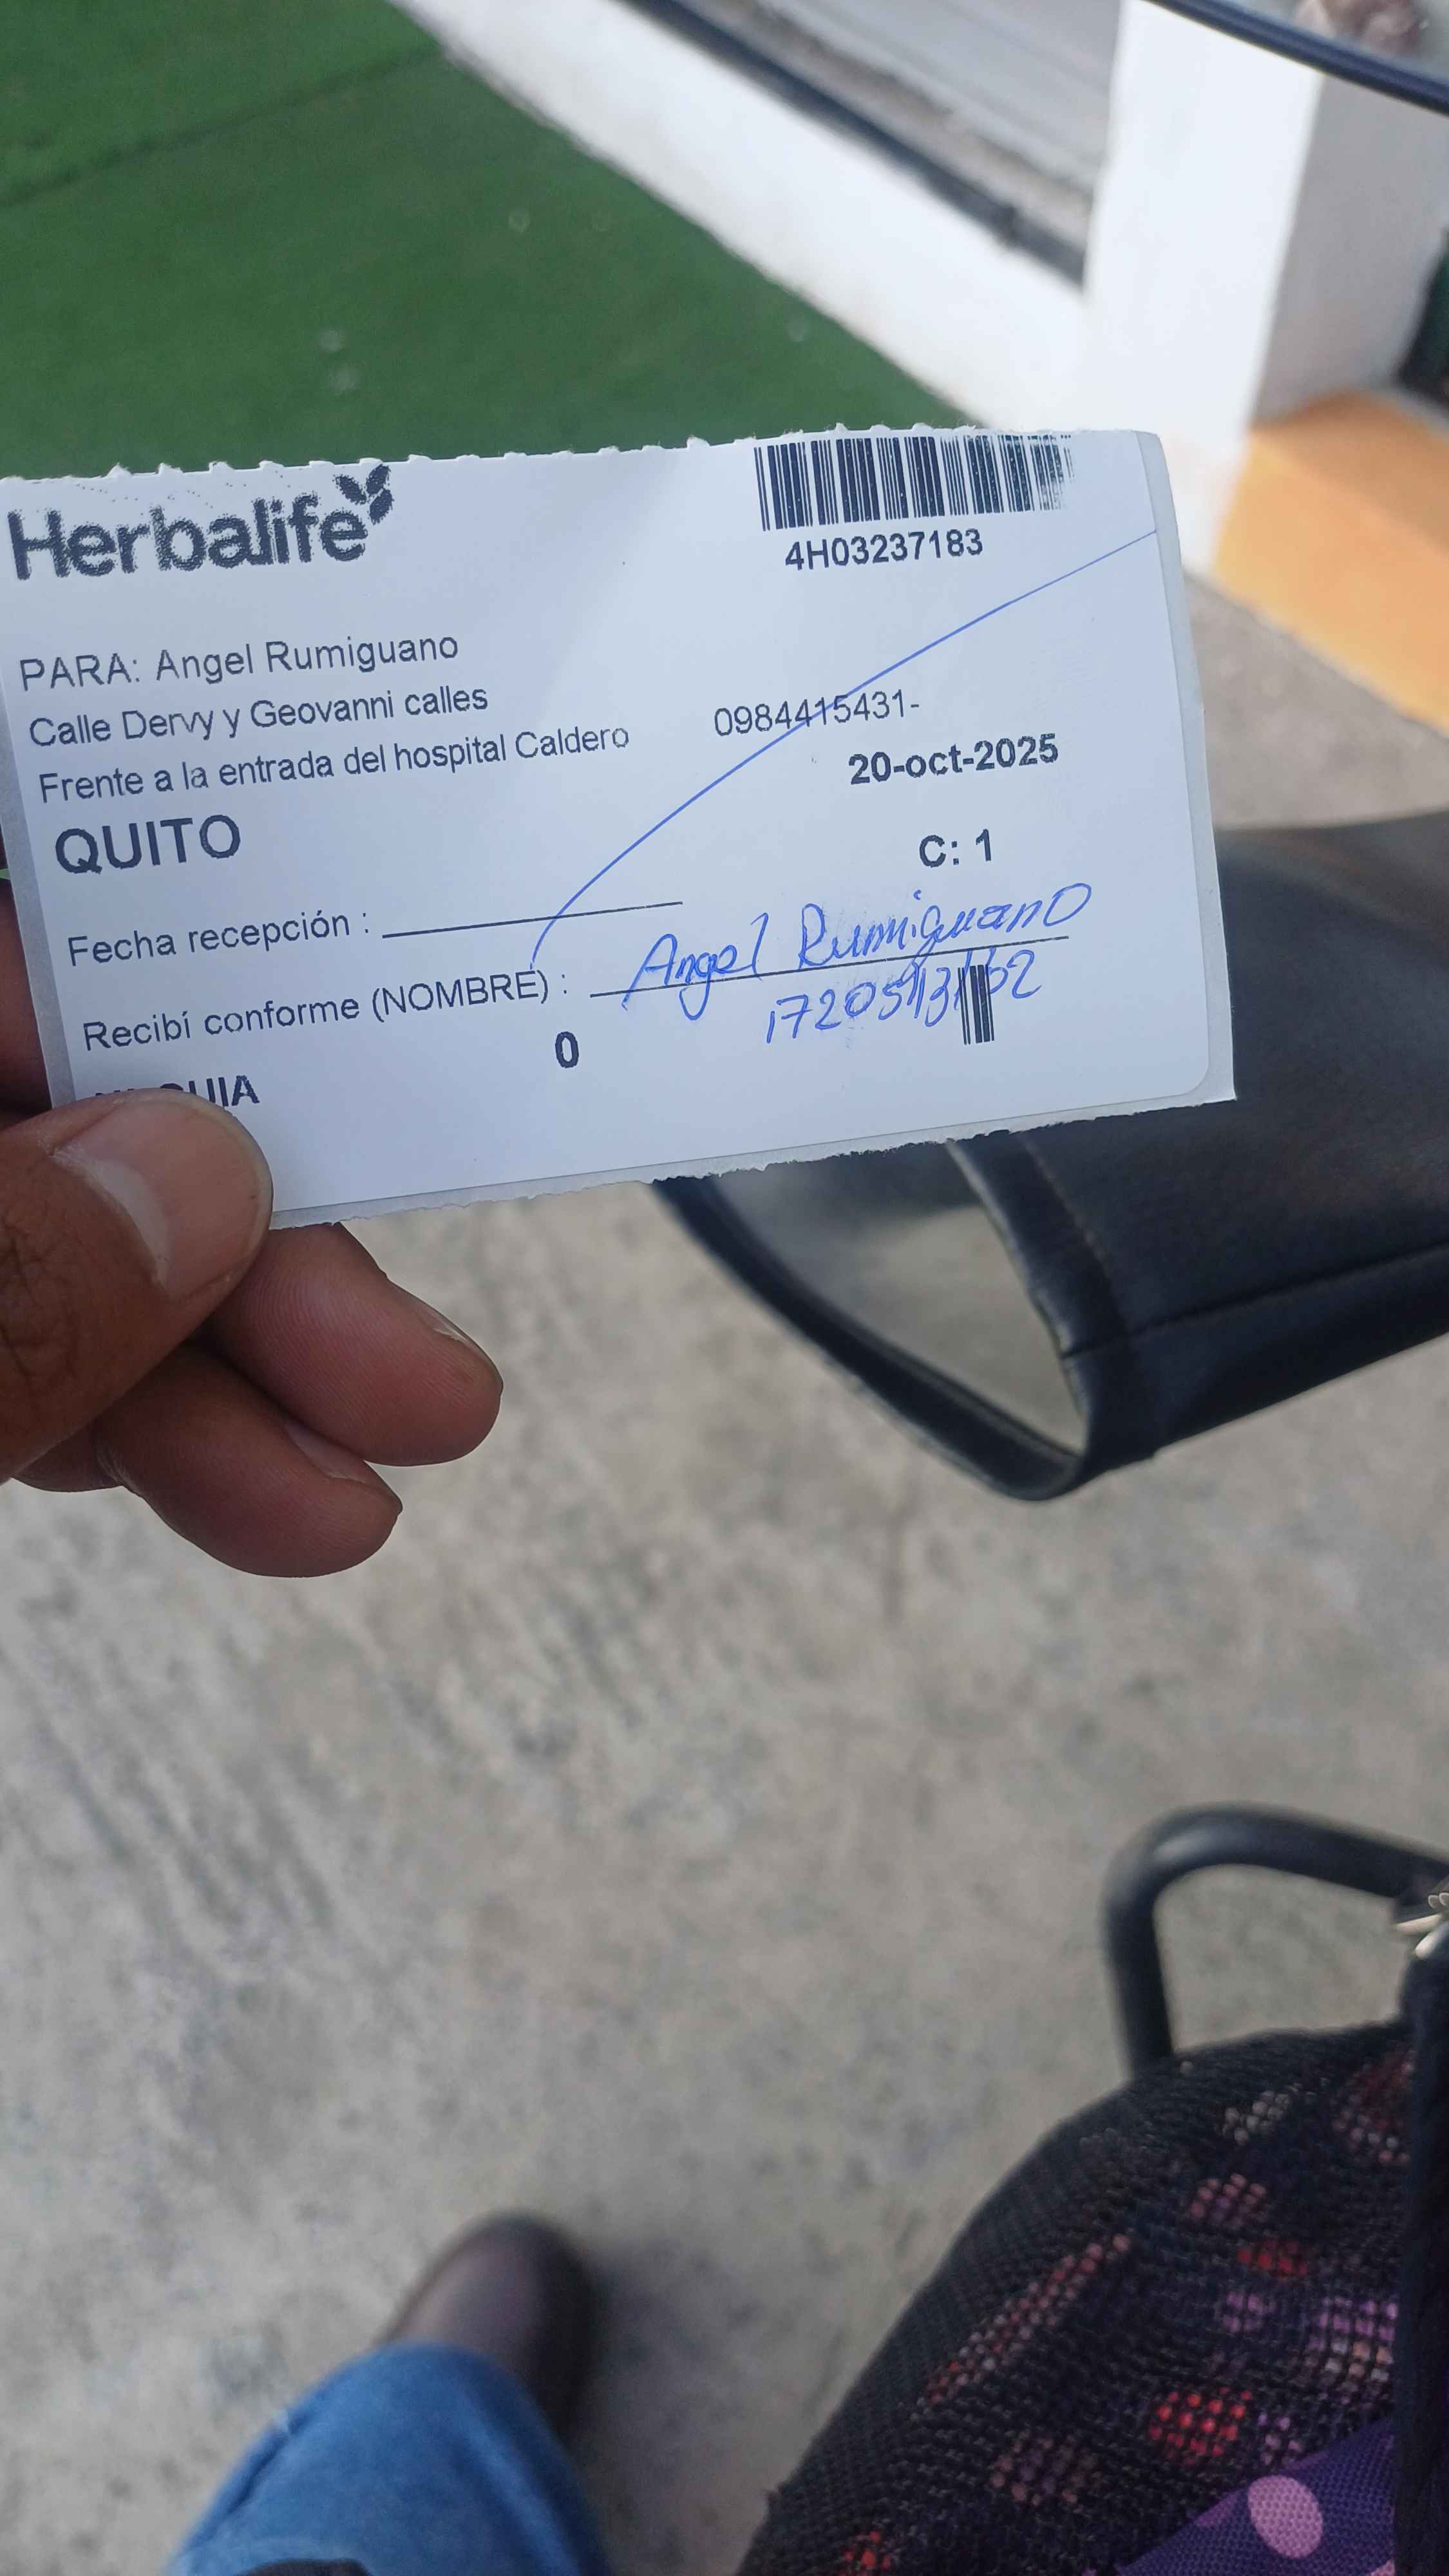 Herbalife
4H03237183
PARA: Angel Rumiguano
Calle Dervy y Geovanni calles
Frente a la entrada del hospital Caldero
0984415431-
20-oct-2025
QUITO
C: 1
Fecha recepción :
Recibí conforme (NOMBRE) : Angel Rumiguano
0